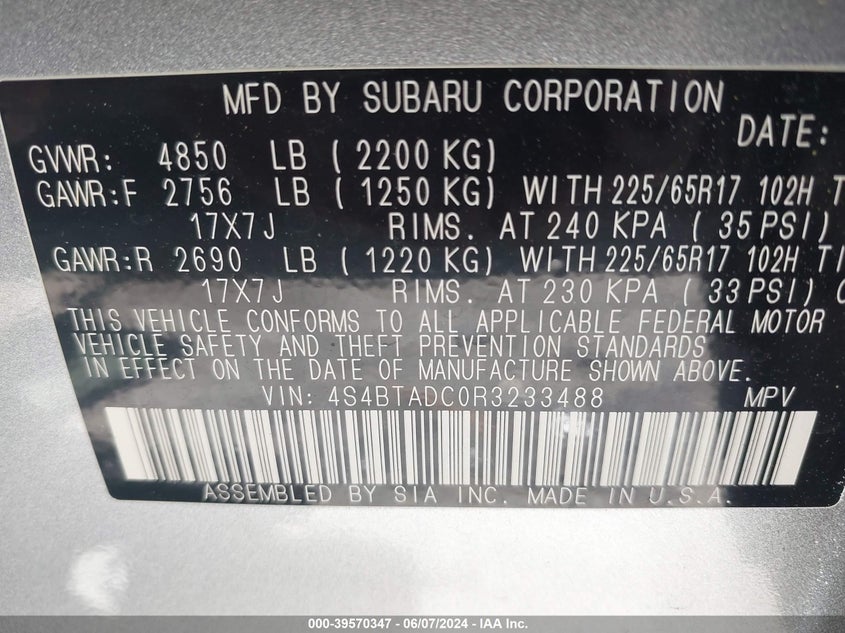 MFD BY SUBARU CORPORATION
DATE:
GVWR: 4850 LB ( 2200 KG)
GAWR:F 2756 LB ( 1250 KG) WITH 225/65R17 102H
17X7J RIMS. AT 240 KPA ( 35 PSI)
GAWR:R 2690 LB ( 1220 KG) WITH 225/65R17 102H
17X7J RIMS. AT 230 KPA ( 33 PSI)
THIS VEHICLE CONFORMS TO ALL APPLICABLE FEDERAL MOTOR
VEHICLE SAFETY AND THEFT PREVENTION STANDARDS
IN EFFECT ON THE DATE OF MANUFACTURE SHOWN ABOVE.
VIN: 4S4BTADC0R3233488 MPV
ASSEMBLED BY SIA INC. MADE IN U.S.A.
000-39570347 - 06/07/2024 - IAA Inc.